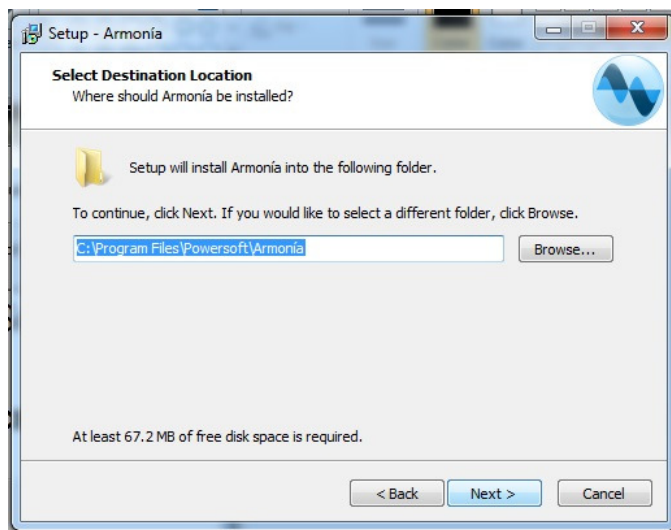 Setup - Armonía
Select Destination Location
Where should Armonía be installed?
Setup will install Armonía into the following folder.
To continue, click Next. If you would like to select a different folder, click Browse.
C:\Program Files\Powersoft\Armonía
Browse...
At least 67.2 MB of free disk space is required.
< Back
Next >
Cancel